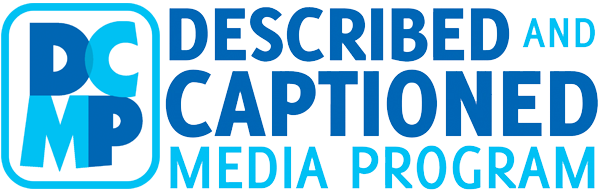 DC
MP
DESCRIBED AND
CAPTIONED
MEDIA PROGRAM